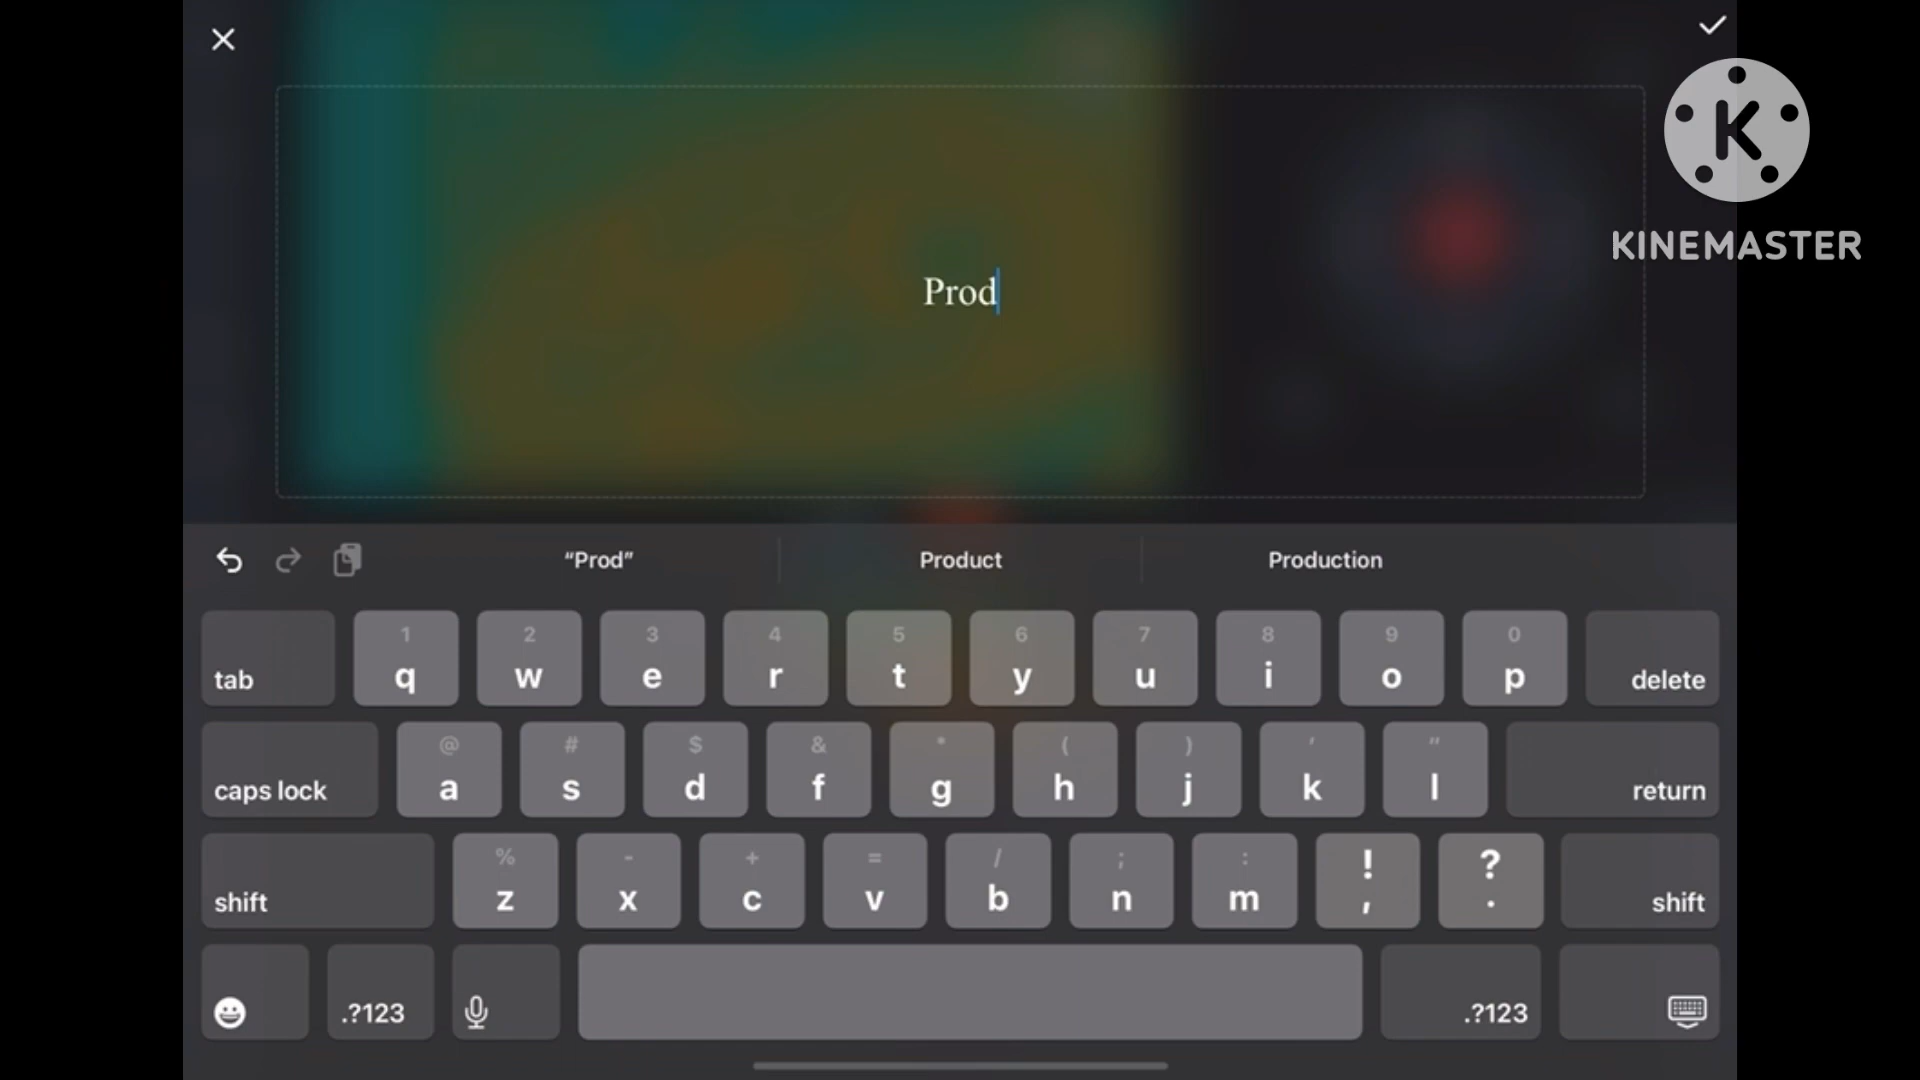 K
KINEMASTER
Prod
“Prod” Product Production
tab 1 q 2 w 3 e 4 r 5 t 6 y 7 u 8 i 9 o 0 p delete
caps lock @ a # s $ d & f * g ( h ) j ' k " l return
shift % z - x + c = v / b ; n : m ! , ? . shift
.?123 .?123